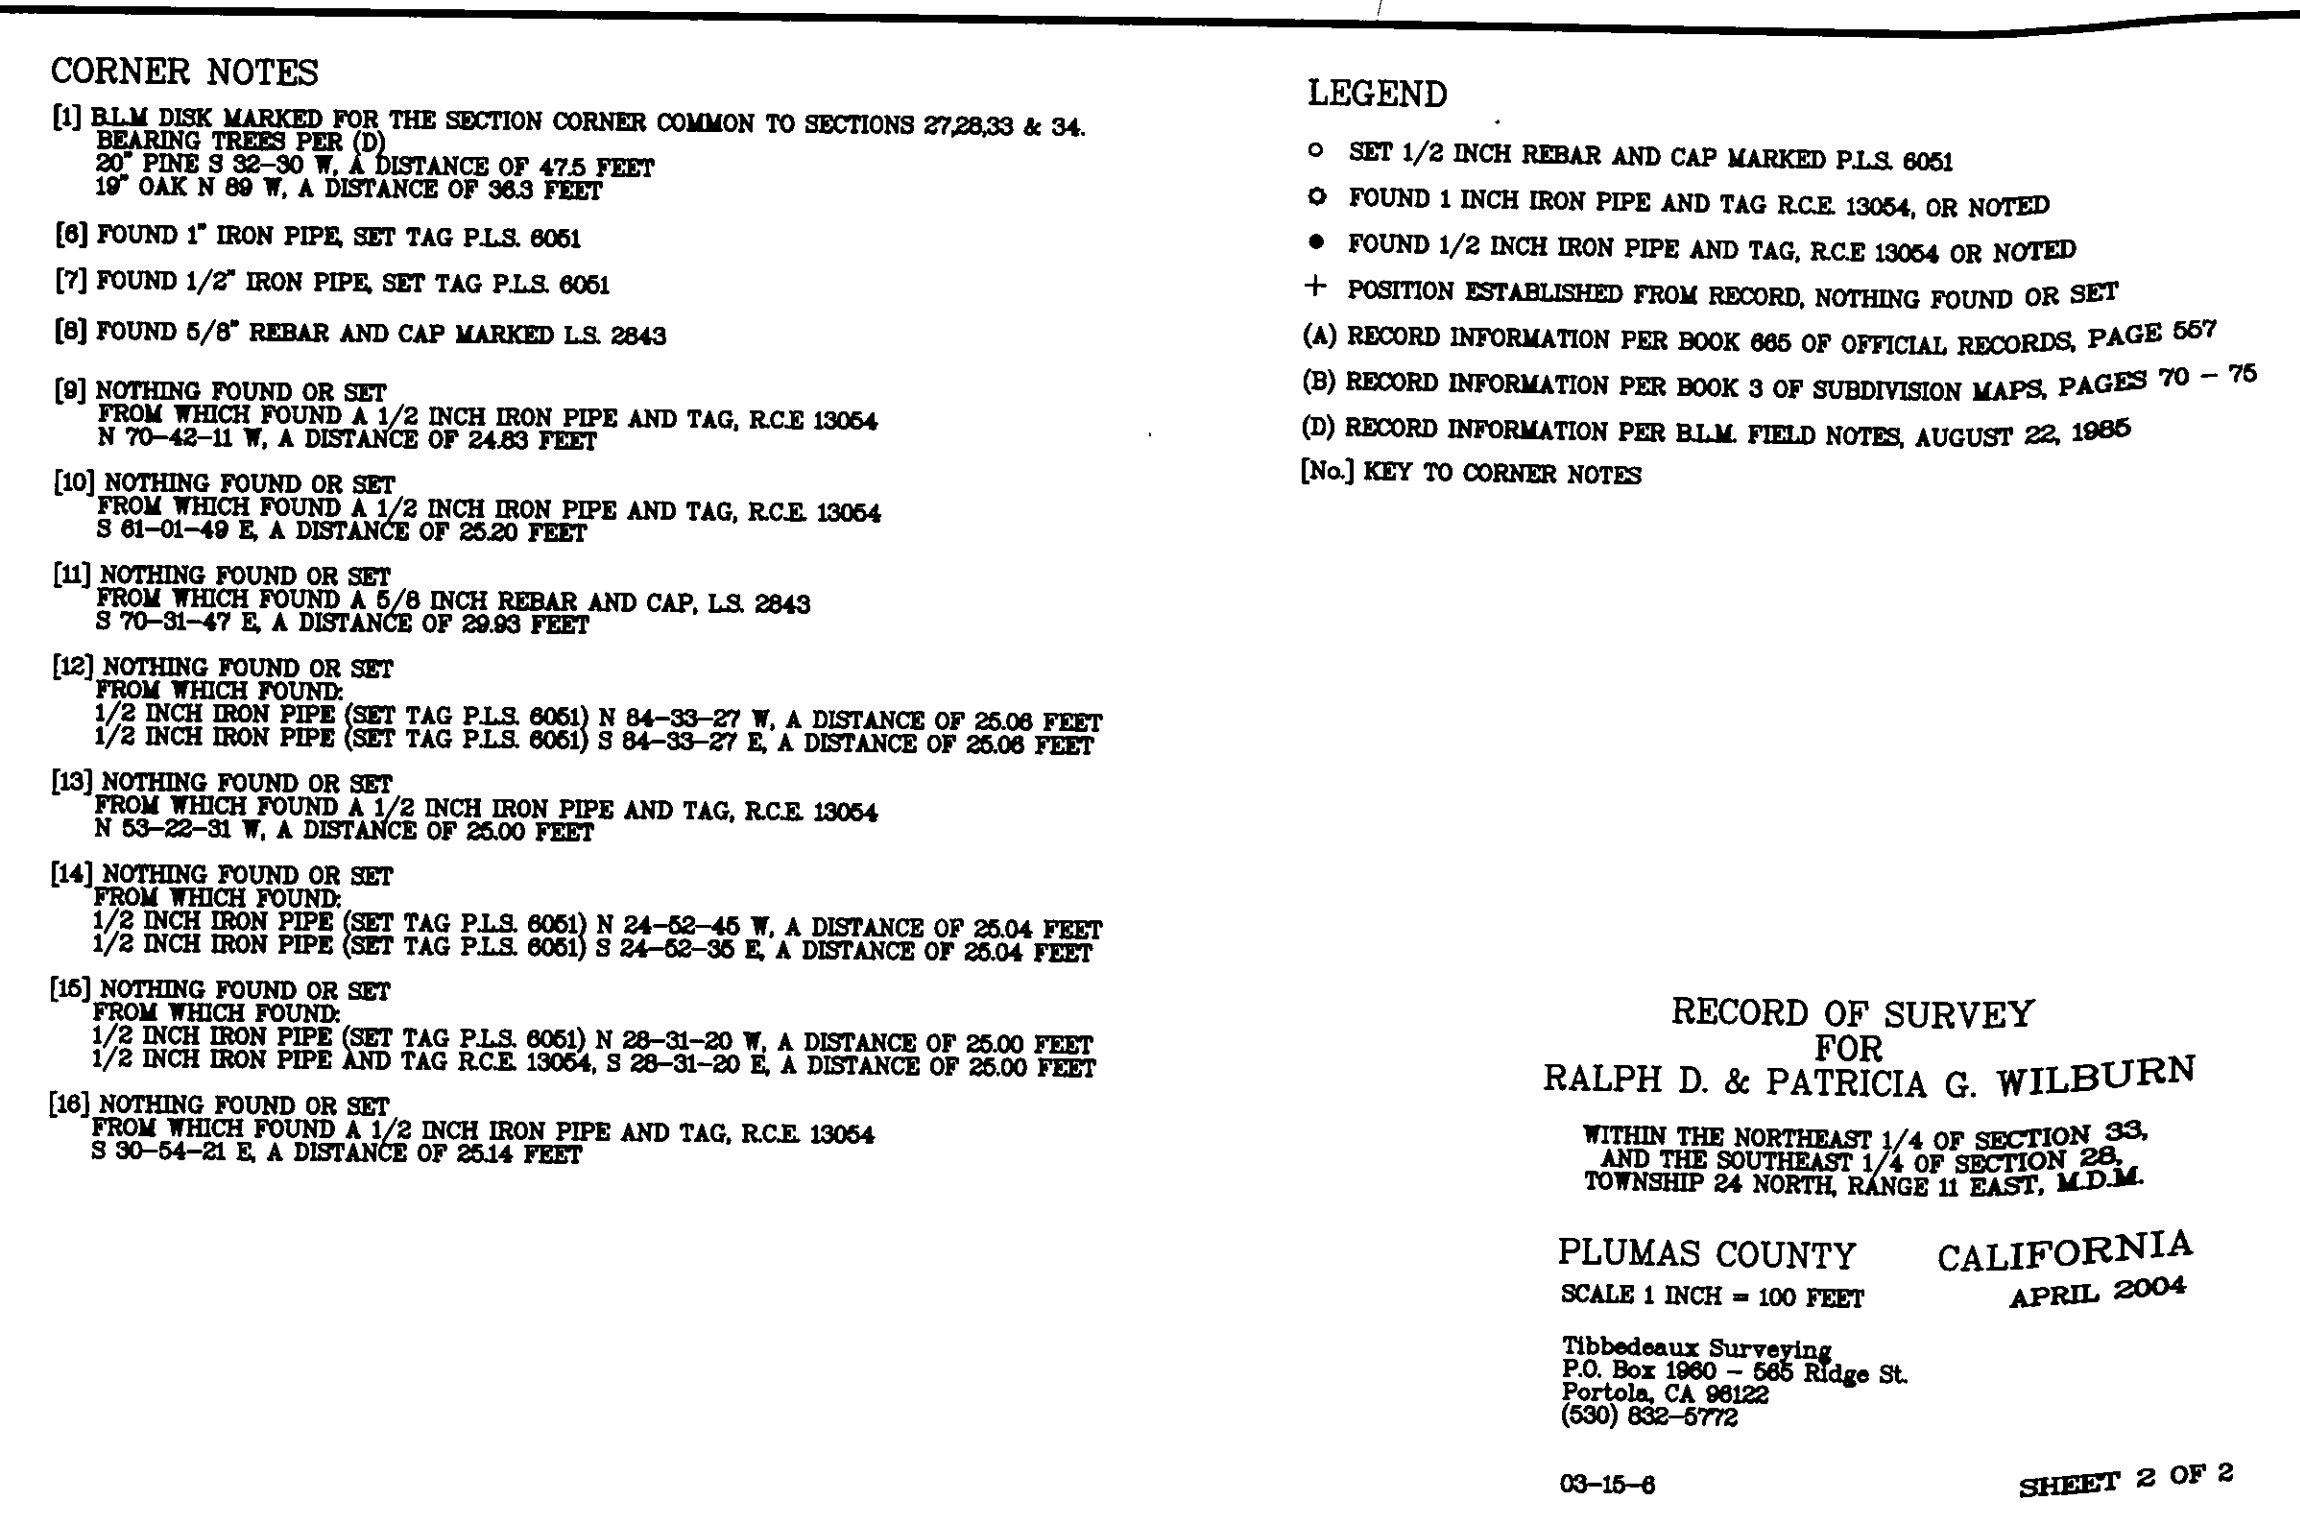 CORNER NOTES
[1] B.L.M DISK MARKED FOR THE SECTION CORNER COMMON TO SECTIONS 27,28,33 & 34.
BEARING TREES PER (D)
20" PINE S 32-30 W, A DISTANCE OF 47.5 FEET
19" OAK N 89 W, A DISTANCE OF 36.3 FEET
[6] FOUND 1" IRON PIPE, SET TAG P.L.S. 6051
[7] FOUND 1/2" IRON PIPE, SET TAG P.L.S. 6051
[8] FOUND 5/8" REBAR AND CAP MARKED L.S. 2843
[9] NOTHING FOUND OR SET
FROM WHICH FOUND A 1/2 INCH IRON PIPE AND TAG, R.C.E 13054
N 70-42-11 W, A DISTANCE OF 24.83 FEET
[10] NOTHING FOUND OR SET
FROM WHICH FOUND A 1/2 INCH IRON PIPE AND TAG, R.C.E. 13054
S 61-01-49 E, A DISTANCE OF 25.20 FEET
[11] NOTHING FOUND OR SET
FROM WHICH FOUND A 5/8 INCH REBAR AND CAP, L.S. 2843
S 70-31-47 E, A DISTANCE OF 29.93 FEET
[12] NOTHING FOUND OR SET
FROM WHICH FOUND:
1/2 INCH IRON PIPE (SET TAG P.L.S. 6051) N 84-33-27 W, A DISTANCE OF 25.06 FEET
1/2 INCH IRON PIPE (SET TAG P.L.S. 6051) S 84-33-27 E, A DISTANCE OF 25.06 FEET
[13] NOTHING FOUND OR SET
FROM WHICH FOUND A 1/2 INCH IRON PIPE AND TAG, R.C.E. 13054
N 53-22-31 W, A DISTANCE OF 25.00 FEET
[14] NOTHING FOUND OR SET
FROM WHICH FOUND:
1/2 INCH IRON PIPE (SET TAG P.L.S. 6051) N 24-52-45 W, A DISTANCE OF 25.04 FEET
1/2 INCH IRON PIPE (SET TAG P.L.S. 6051) S 24-52-35 E, A DISTANCE OF 25.04 FEET
[15] NOTHING FOUND OR SET
FROM WHICH FOUND:
1/2 INCH IRON PIPE (SET TAG P.L.S. 6051) N 28-31-20 W, A DISTANCE OF 25.00 FEET
1/2 INCH IRON PIPE AND TAG R.C.E. 13054, S 28-31-20 E, A DISTANCE OF 25.00 FEET
[16] NOTHING FOUND OR SET
FROM WHICH FOUND A 1/2 INCH IRON PIPE AND TAG, R.C.E. 13054
S 30-54-21 E, A DISTANCE OF 25.14 FEET
LEGEND
SET 1/2 INCH REBAR AND CAP MARKED P.L.S. 6051
FOUND 1 INCH IRON PIPE AND TAG R.C.E. 13054, OR NOTED
FOUND 1/2 INCH IRON PIPE AND TAG, R.C.E 13054 OR NOTED
+ POSITION ESTABLISHED FROM RECORD, NOTHING FOUND OR SET
(A) RECORD INFORMATION PER BOOK 665 OF OFFICIAL RECORDS, PAGE 557
(B) RECORD INFORMATION PER BOOK 3 OF SUBDIVISION MAPS, PAGES 70 - 75
(D) RECORD INFORMATION PER B.L.M. FIELD NOTES, AUGUST 22, 1985
[No.] KEY TO CORNER NOTES
RECORD OF SURVEY
FOR
RALPH D. & PATRICIA G. WILBURN
WITHIN THE NORTHEAST 1/4 OF SECTION 33,
AND THE SOUTHEAST 1/4 OF SECTION 28,
TOWNSHIP 24 NORTH, RANGE 11 EAST, M.D.M.
PLUMAS COUNTY CALIFORNIA
SCALE 1 INCH = 100 FEET APRIL 2004
Tibbedeaux Surveying
P.O. Box 1960 - 565 Ridge St.
Portola, CA 96122
(530) 832-5772
03-15-6 SHEET 2 OF 2